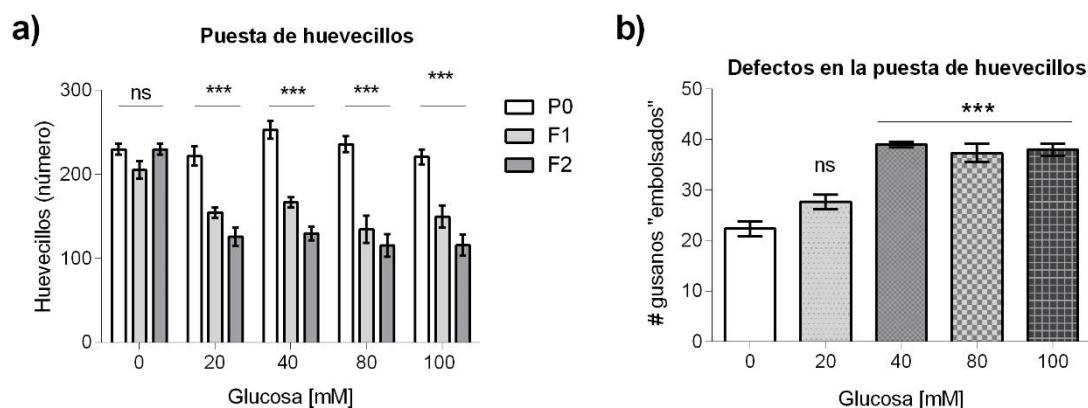 a)
Puesta de huevecillos
300
200
100
0
Huevecillos (número)
ns
***
***
***
***
0 20 40 80 100
Glucosa [mM]
P0
F1
F2
b)
Defectos en la puesta de huevecillos
50
40
30
20
10
0
# gusanos "embolsados"
ns
***
0 20 40 80 100
Glucosa [mM]